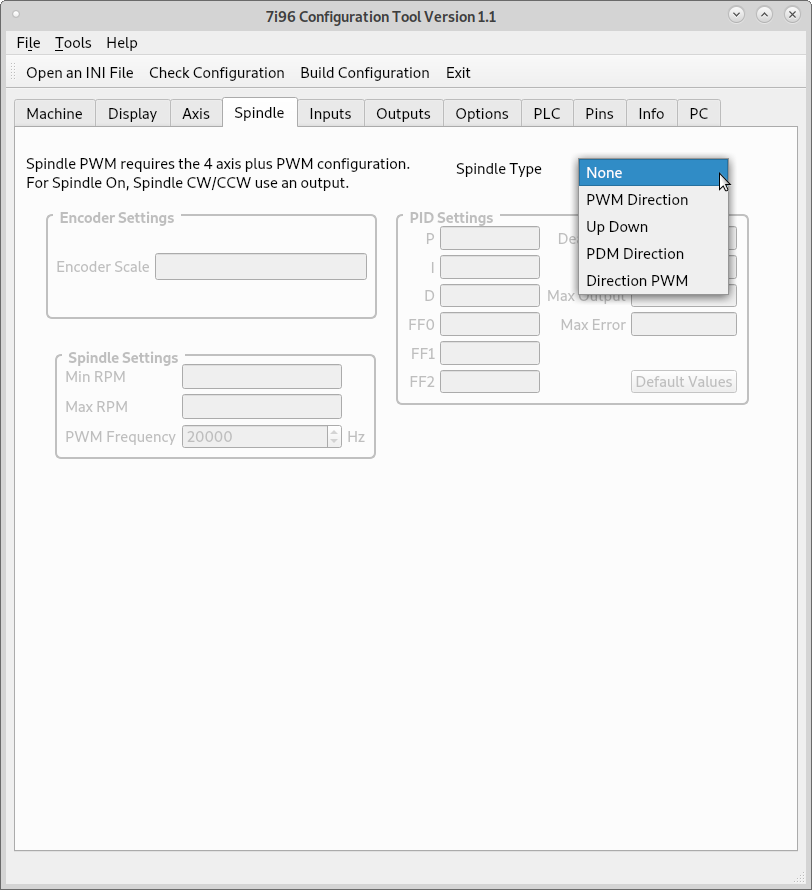 7i96 Configuration Tool Version 1.1
File Tools Help
Open an INI File Check Configuration Build Configuration Exit
Machine Display Axis Spindle Inputs Outputs Options PLC Pins Info PC
Spindle PWM requires the 4 axis plus PWM configuration.
For Spindle On, Spindle CW/CCW use an output.
Spindle Type
None
PWM Direction
Up Down
PDM Direction
Direction PWM
Encoder Settings
Encoder Scale
Spindle Settings
Min RPM
Max RPM
PWM Frequency 20000 Hz
PID Settings
P
I
D Max Output
FF0 Max Error
FF1
FF2 Default Values